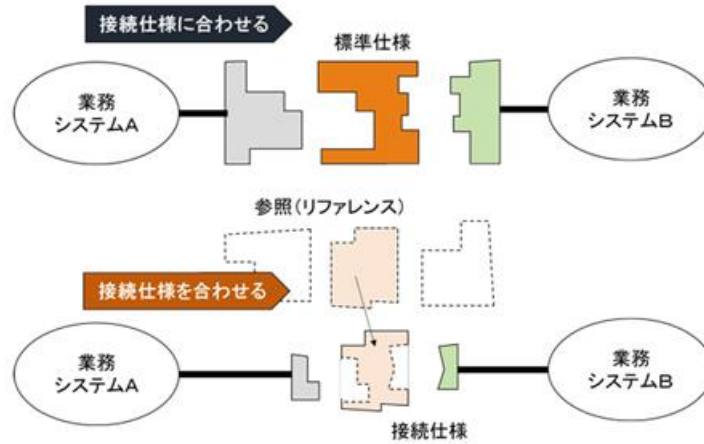 接続仕様に合わせる
標準仕様
業務
システムA
業務
システムB
参照(リファレンス)
接続仕様を合わせる
業務
システムA
業務
システムB
接続仕様